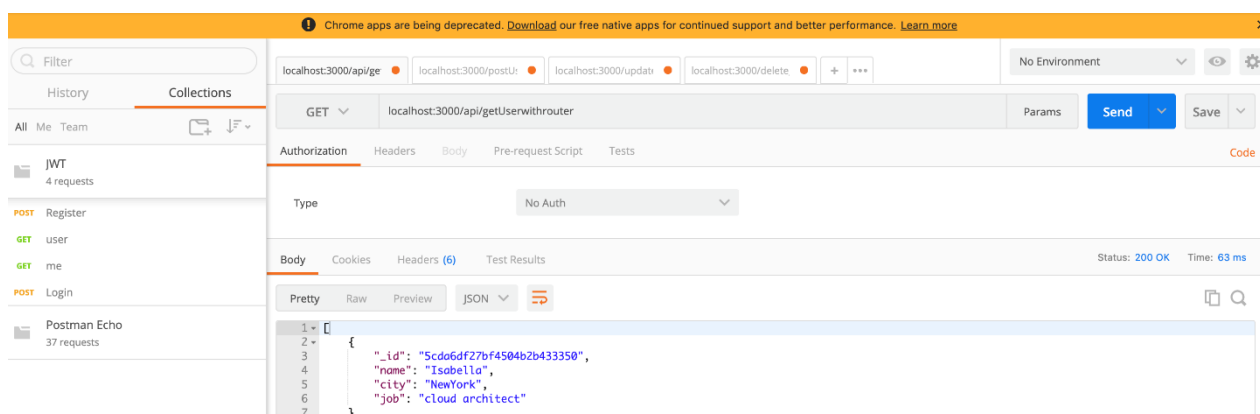 Chrome apps are being deprecated. Download our free native apps for continued support and better performance. Learn more
Filter
History Collections
All Me Team
JWT
4 requests
POST Register
GET user
GET me
POST Login
Postman Echo
37 requests
localhost:3000/api/ge localhost:3000/postU localhost:3000/updat localhost:3000/delete + •••
No Environment
GET localhost:3000/api/getUserwithrouter Params Send Save
Authorization Headers Body Pre-request Script Tests Code
Type No Auth
Body Cookies Headers (6) Test Results Status: 200 OK Time: 63 ms
Pretty Raw Preview JSON
1 [
2 {
3 "_id": "5cda6df27bf4504b2b433350",
4 "name": "Isabella",
5 "city": "NewYork",
6 "job": "cloud architect"
7 }